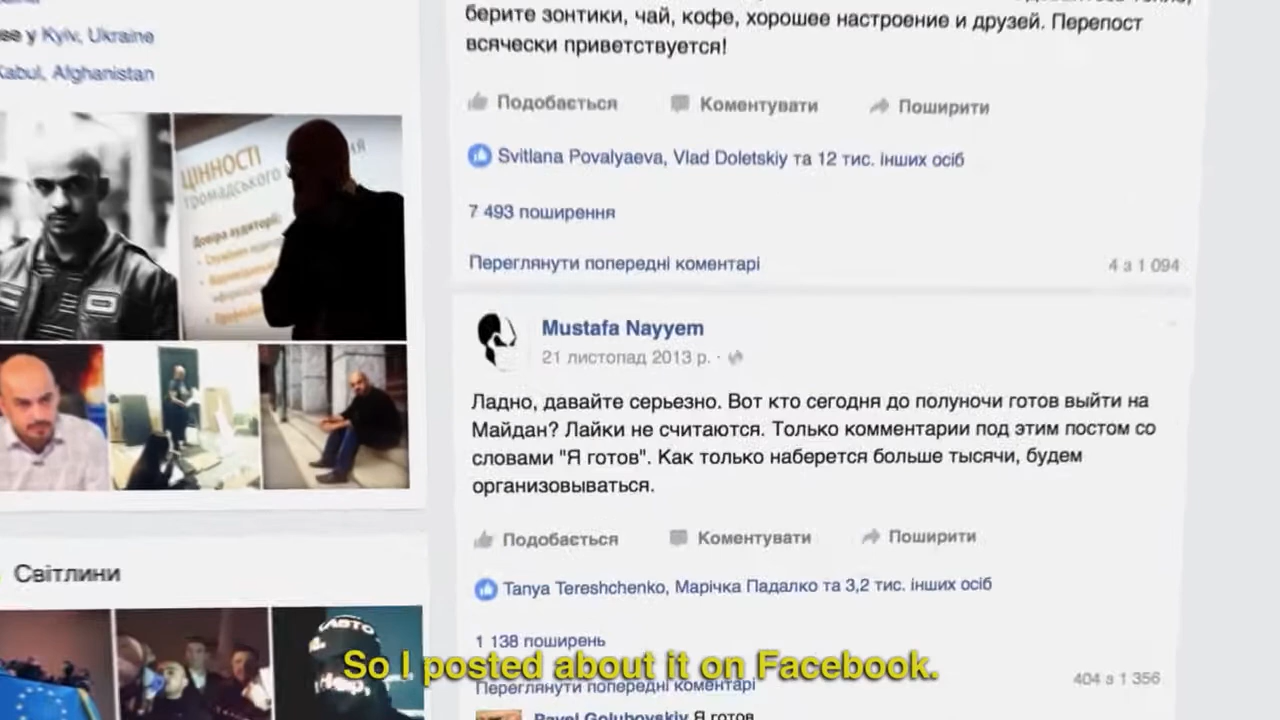 берите зонтики, чай, кофе, хорошее настроение и друзей. Перепост
всячески приветствуется!
Подобається Коментувати Поширити
Svitlana Povalyaeva, Vlad Doletskiy та 12 тис. інших осіб
7 493 поширення
Переглянути попередні коментарі 4 з 1 094
Mustafa Nayyem
21 листопад 2013 р. ·
Ладно, давайте серьезно. Вот кто сегодня до полуночи готов выйти на
Майдан? Лайки не считаются. Только комментарии под этим постом со
словами "Я готов". Как только наберется больше тысячи, будем
организовываться.
Подобається Коментувати Поширити
Tanya Tereshchenko, Марічка Падалко та 3,2 тис. інших осіб
1 138 поширень
Переглянути попередні коментарі 404 з 1 356
Pavel Golubovskiy Я готов
у Kyiv, Ukraine
Kabul, Afghanistan
ЦІННОСТІ
громадського
Довіра аудиторії:
Світлини
So I posted about it on Facebook.